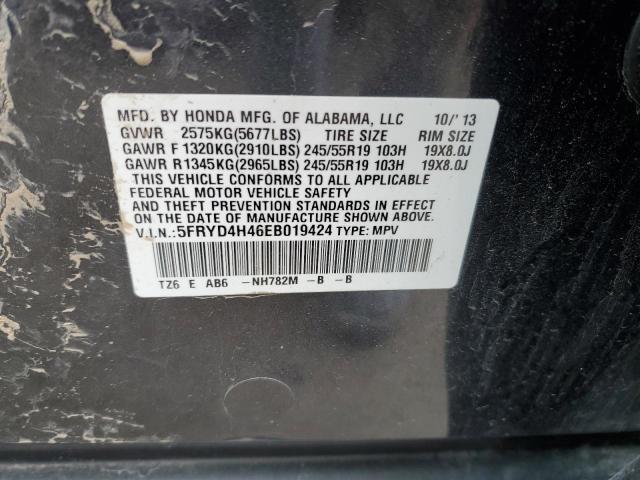 MFD. BY HONDA MFG. OF ALABAMA, LLC 10/'13
GVWR 2575KG(5677LBS) TIRE SIZE RIM SIZE
GAWR F 1320KG(2910LBS) 245/55R19 103H 19X8.0J
GAWR R1345KG(2965LBS) 245/55R19 103H 19X8.0J
THIS VEHICLE CONFORMS TO ALL APPLICABLE
FEDERAL MOTOR VEHICLE SAFETY
AND THEFT PREVENTION STANDARDS IN EFFECT
ON THE DATE OF MANUFACTURE SHOWN ABOVE.
V.I.N.:5FRYD4H46EB019424 TYPE: MPV
TZ6 E AB6 -NH782M -B -B